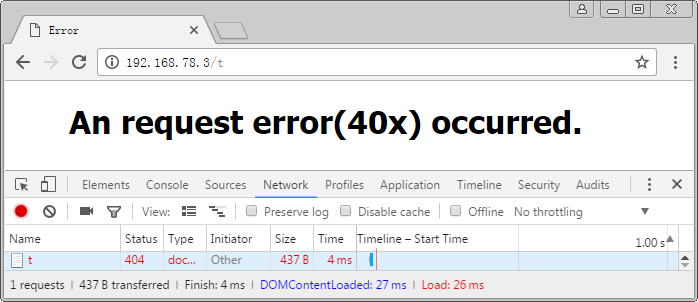 Error
192.168.78.3/t
An request error(40x) occurred.
Elements Console Sources Network Profiles Application Timeline Security Audits
View: Preserve log Disable cache Offline No throttling
Name Status Type Initiator Size Time Timeline – Start Time 1.00 s
t 404 doc... Other 437 B 4 ms
1 requests | 437 B transferred | Finish: 4 ms | DOMContentLoaded: 27 ms | Load: 26 ms